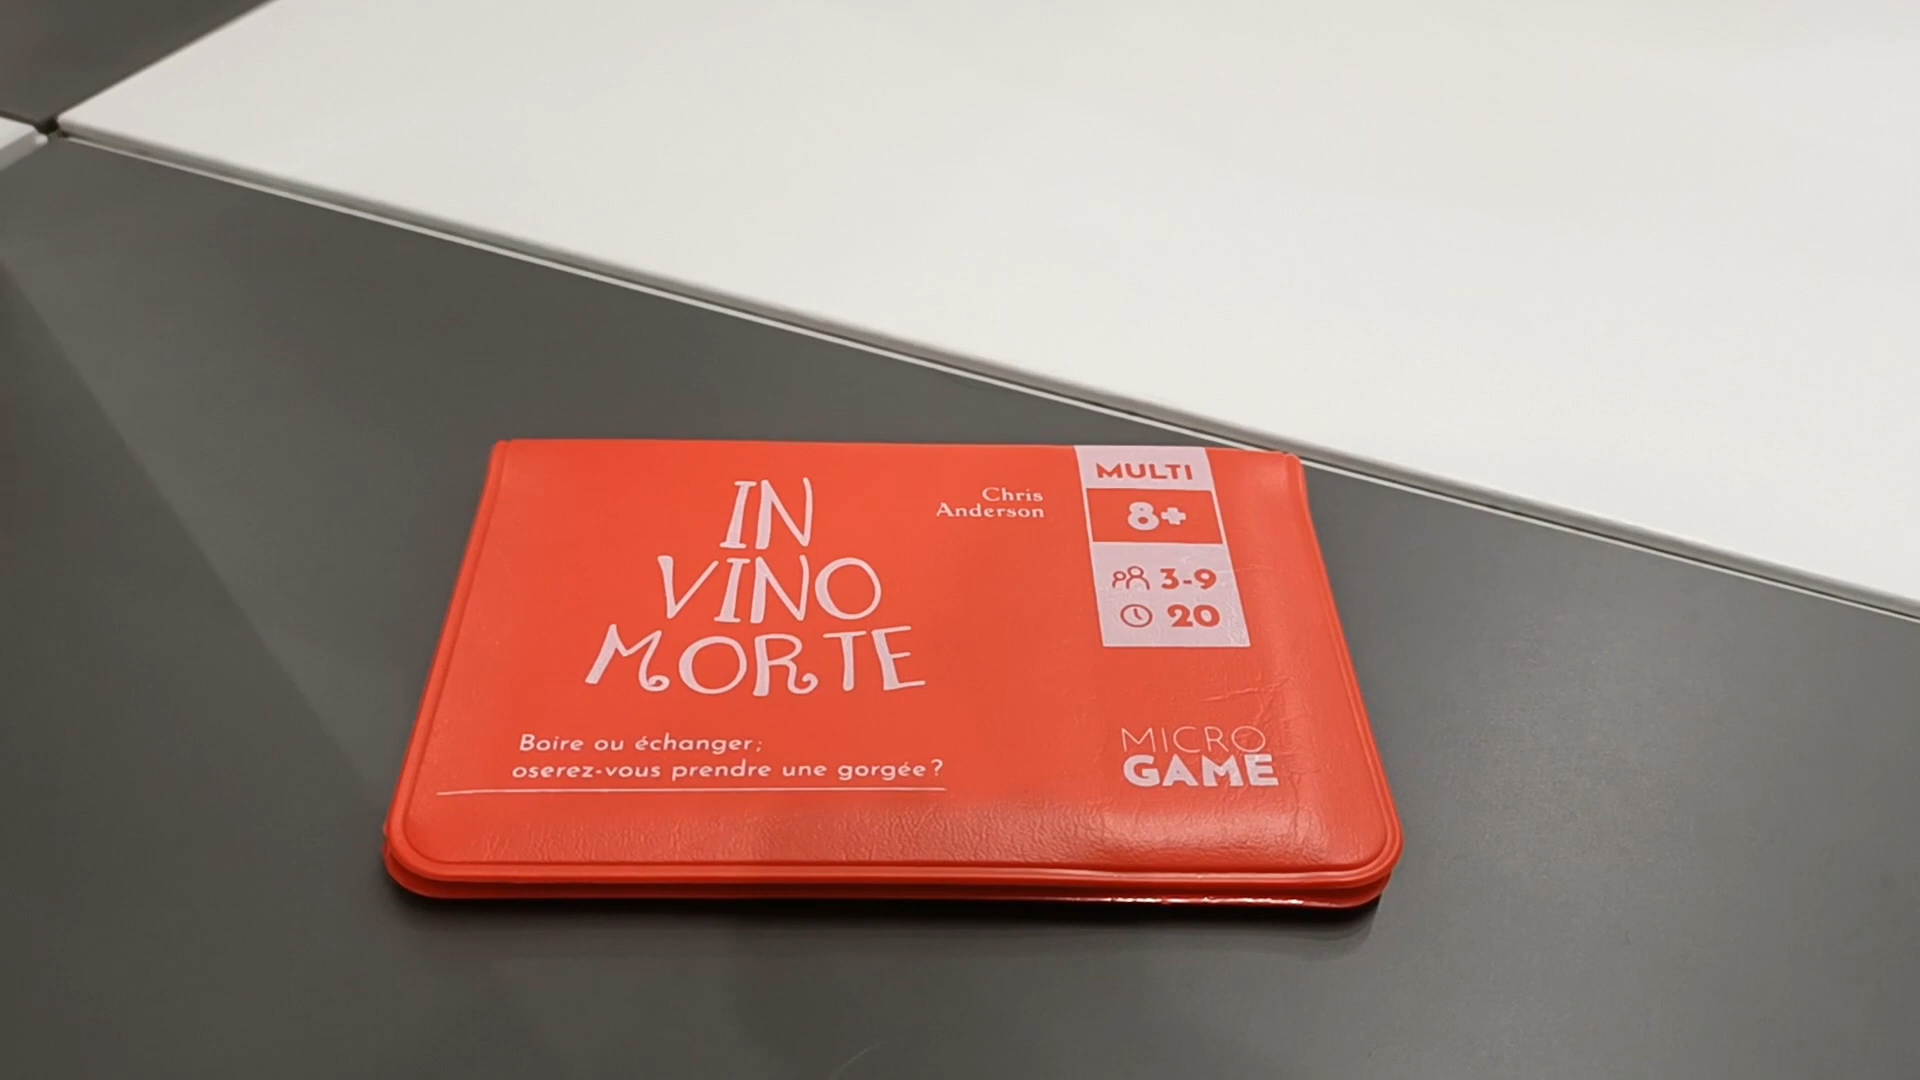 IN
VINO
MORTE
Chris
Anderson
MULTI
8+
3-9
20
Boire ou échanger;
oserez-vous prendre une gorgée?
MICRO
GAME